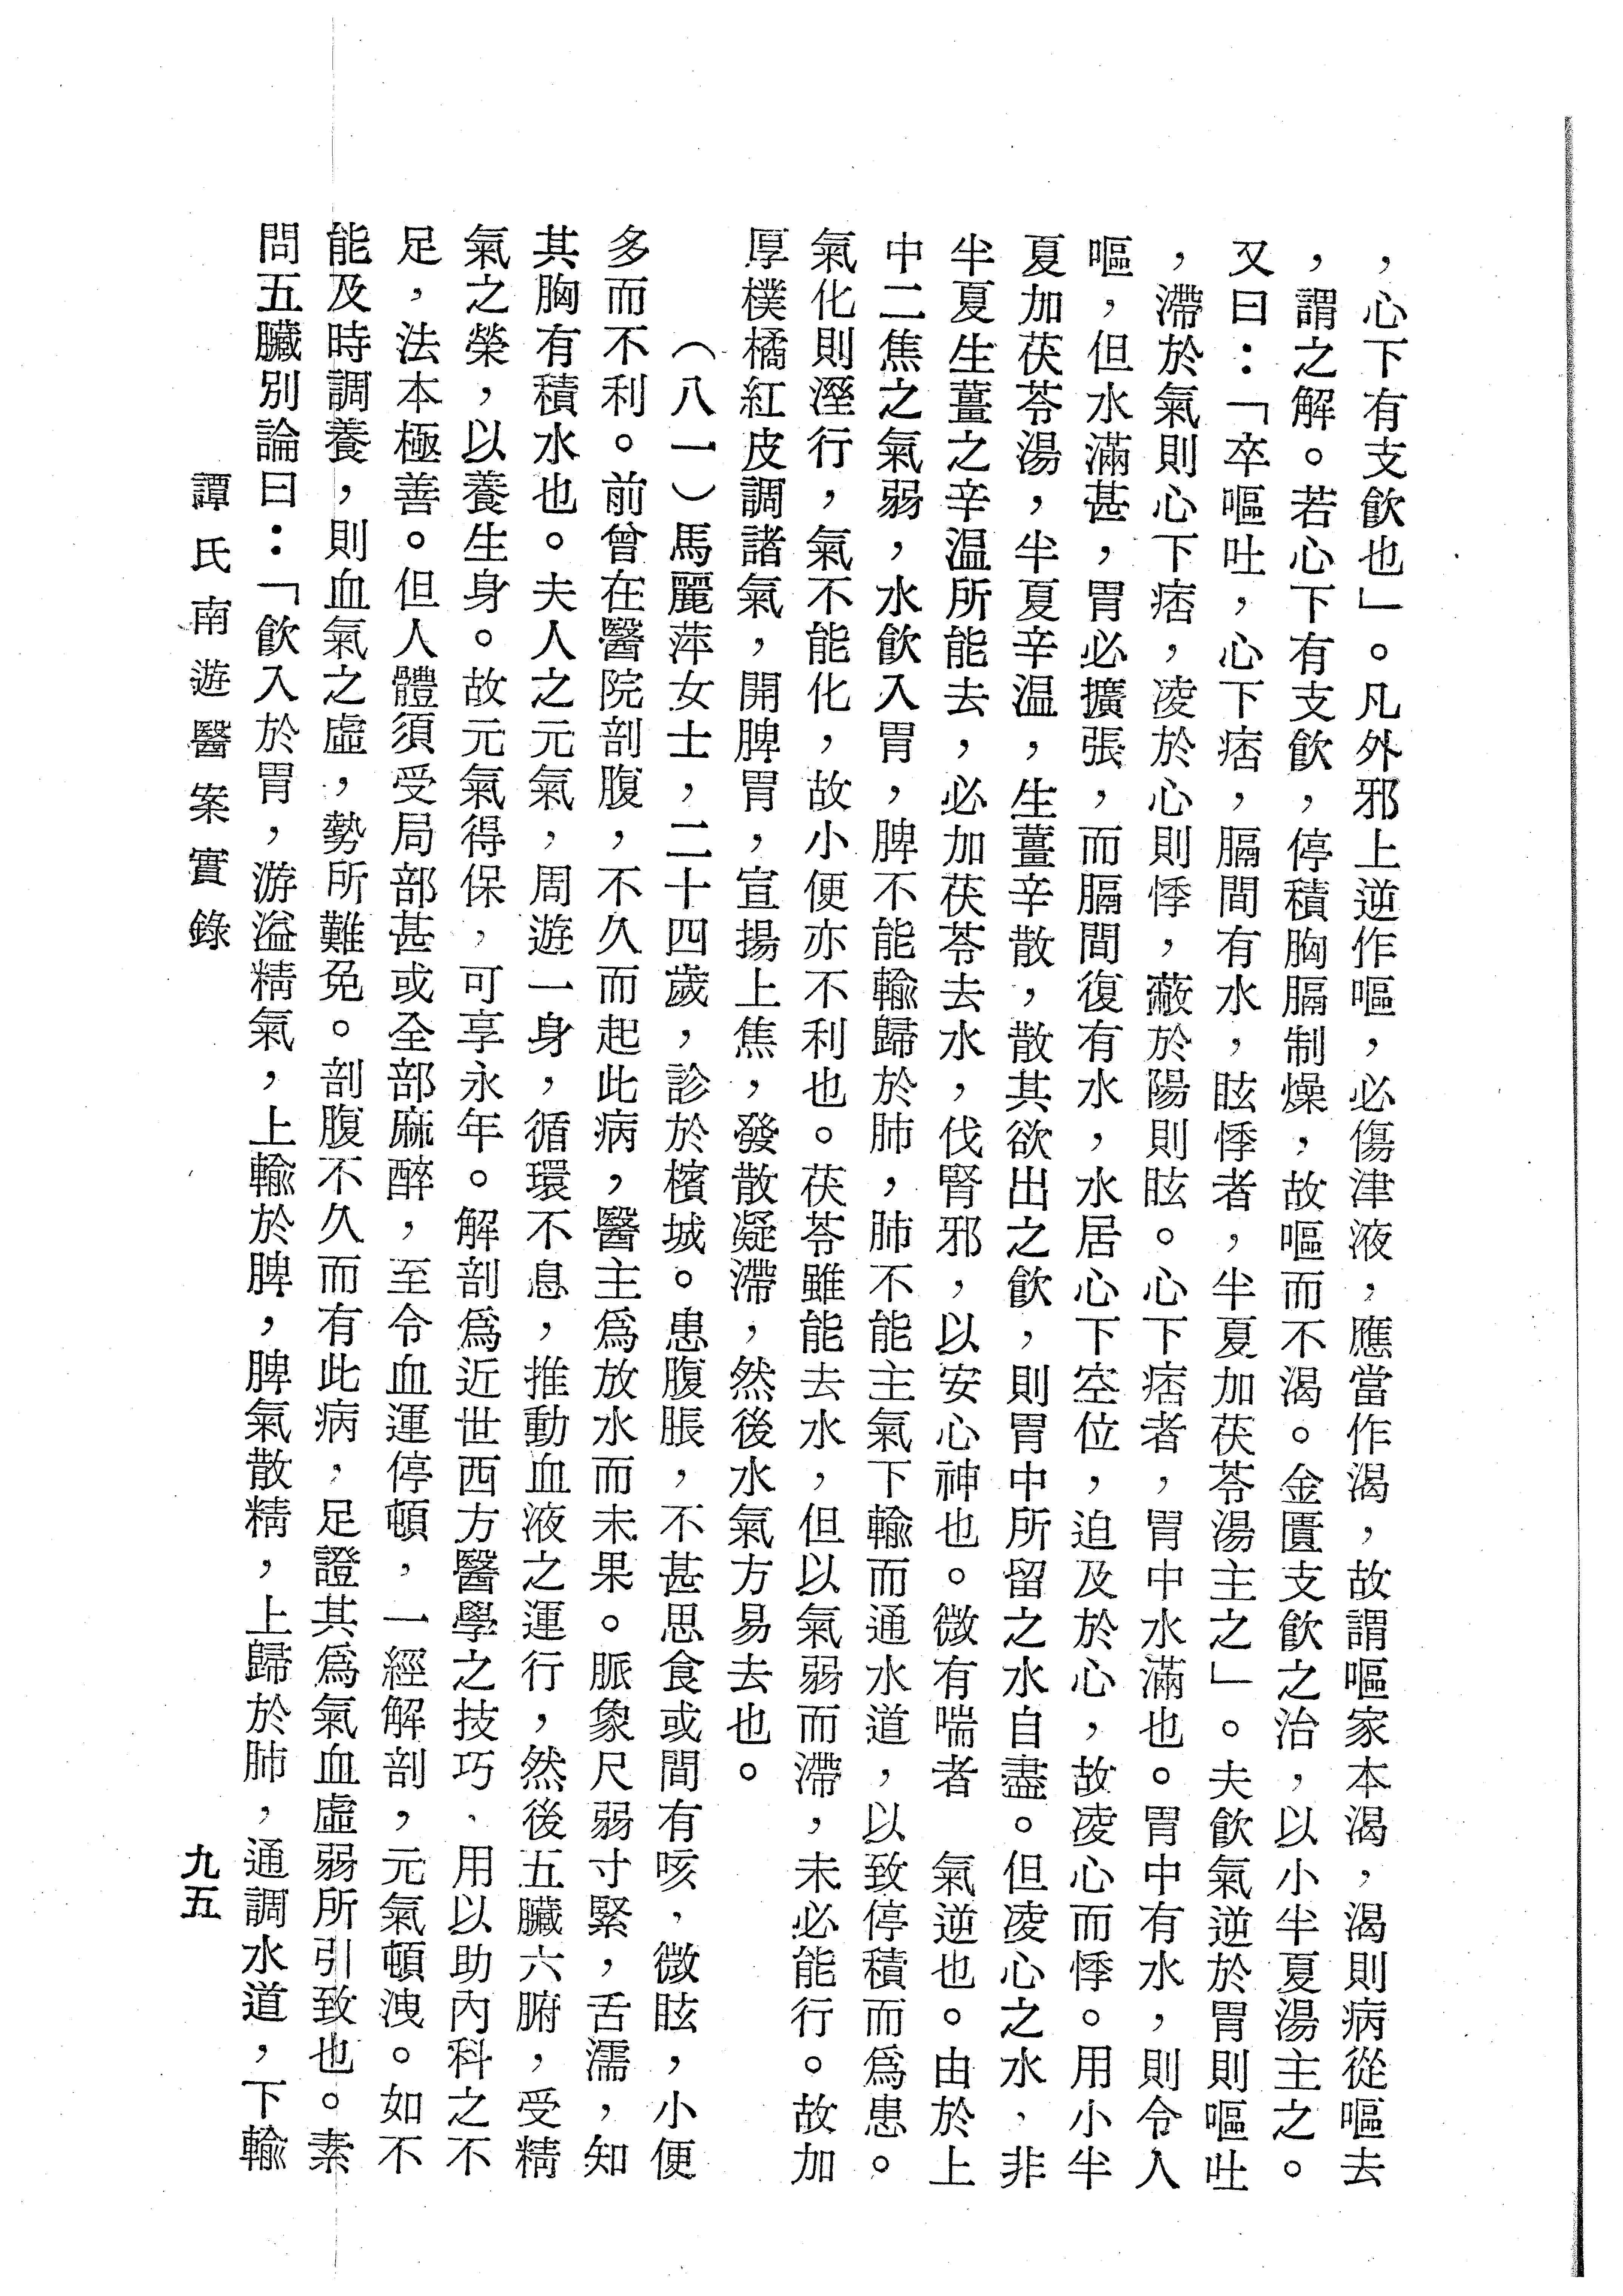 ，心下有支飲也」。凡外邪上逆作嘔，必傷津液，應當作渴，故謂嘔家本渴，渴則病從嘔去
，謂之解。若心下有支飲，停積胸膈制燥，故嘔而不渴。金匱支飲之治，以小半夏湯主之。
又曰：「卒嘔吐，心下痞，膈間有水，眩悸者，半夏加茯苓湯主之」。夫飲氣逆於胃則嘔吐
，滯於氣則心下痞，凌於心則悸，蔽於陽則眩。心下痞者，胃中水滿也。胃中有水，則令人
嘔，但水滿甚，胃必擴張，而膈間復有水，水居心下空位，迫及於心，故凌心而悸。用小半
夏加茯苓湯，半夏辛温，生薑辛散，散其欲出之飲，則胃中所留之水自盡。但凌心之水，非
半夏生薑之辛温所能去，必加茯苓去水，伐腎邪，以安心神也。微有喘者　氣逆也。由於上
中二焦之氣弱，水飲入胃，脾不能輸歸於肺，肺不能主氣下輸而通水道，以致停積而爲患。
氣化則溼行，氣不能化，故小便亦不利也。茯苓雖能去水，但以氣弱而滯，未必能行。故加
厚樸橘紅皮調諸氣，開脾胃，宣揚上焦，發散凝滯，然後水氣方易去也。
（八一）馬麗萍女士，二十四歲，診於檳城。患腹脹，不甚思食或間有咳，微眩，小便
多而不利。前曾在醫院剖腹，不久而起此病，醫主爲放水而未果。脈象尺弱寸緊，舌濡，知
其胸有積水也。夫人之元氣，周遊一身，循環不息，推動血液之運行，然後五臟六腑，受精
氣之榮，以養生身。故元氣得保，可享永年。解剖爲近世西方醫學之技巧，用以助內科之不
足，法本極善。但人體須受局部甚或全部麻醉，至令血運停頓，一經解剖，元氣頓洩。如不
能及時調養，則血氣之虛，勢所難免。剖腹不久而有此病，足證其爲氣血虛弱所引致也。素
問五臟別論曰：「飲入於胃，游溢精氣，上輸於脾，脾氣散精，上歸於肺，通調水道，下輸
譚氏南遊醫案實錄
九五